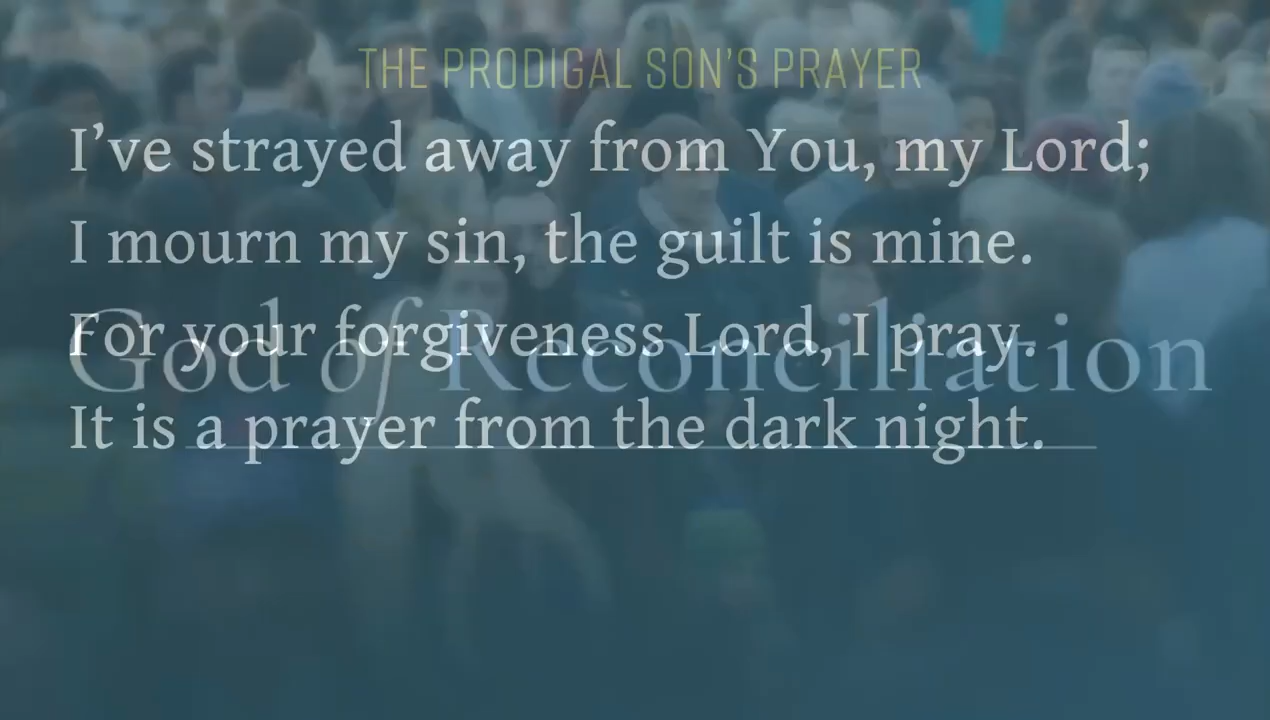 THE PRODIGAL SON'S PRAYER
I've strayed away from You, my Lord;
I mourn my sin, the guilt is mine.
For your forgiveness Lord, I pray.
God of Reconciliation
It is a prayer from the dark night.